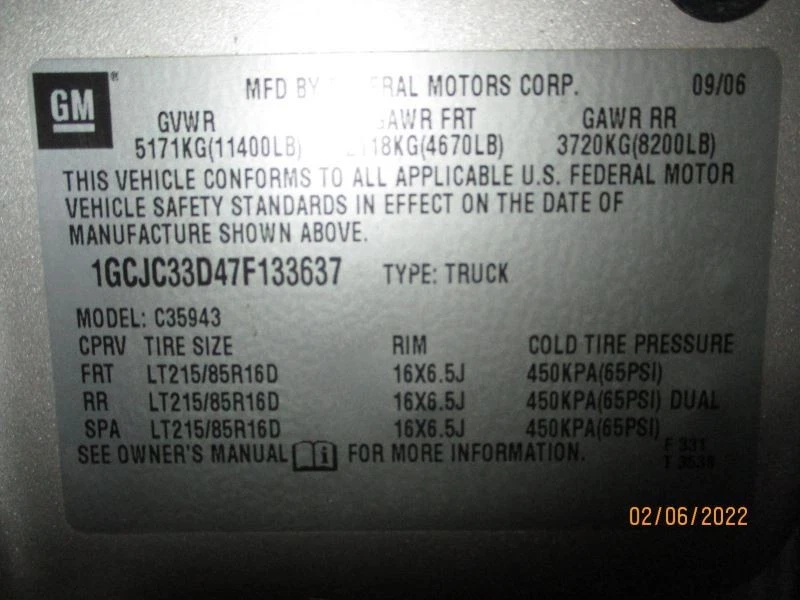 GM
MFD BY GENERAL MOTORS CORP. 09/06
GVWR GAWR FRT GAWR RR
5171KG(11400LB) 2118KG(4670LB) 3720KG(8200LB)
THIS VEHICLE CONFORMS TO ALL APPLICABLE U.S. FEDERAL MOTOR
VEHICLE SAFETY STANDARDS IN EFFECT ON THE DATE OF
MANUFACTURE SHOWN ABOVE.
1GCJC33D47F133637 TYPE: TRUCK
MODEL: C35943
CPRV TIRE SIZE RIM COLD TIRE PRESSURE
FRT LT215/85R16D 16X6.5J 450KPA(65PSI)
RR LT215/85R16D 16X6.5J 450KPA(65PSI) DUAL
SPA LT215/85R16D 16X6.5J 450KPA(65PSI)
SEE OWNER'S MANUAL i FOR MORE INFORMATION.
F 331
T 3538
02/06/2022